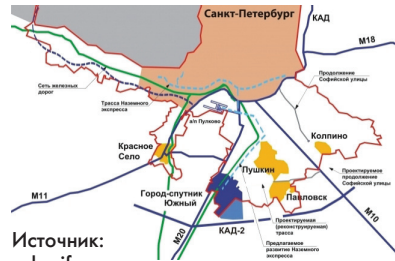 Санкт-Петербург
КАД
М18
Сеть железных
дорог
Трасса Наземного
экспресса
Продолжение
Софийской улицы
а/п Пулково
Красное
Село
Колпино
Пушкин
Проектируемое
продолжение
Софийской улицы
М11
Город-спутник
Южный
Павловск
М10
Проектируемая
(реконструируемая)
трасса
М20
КАД-2
Предлагаемое
развитие Наземного
экспресса
Источник: